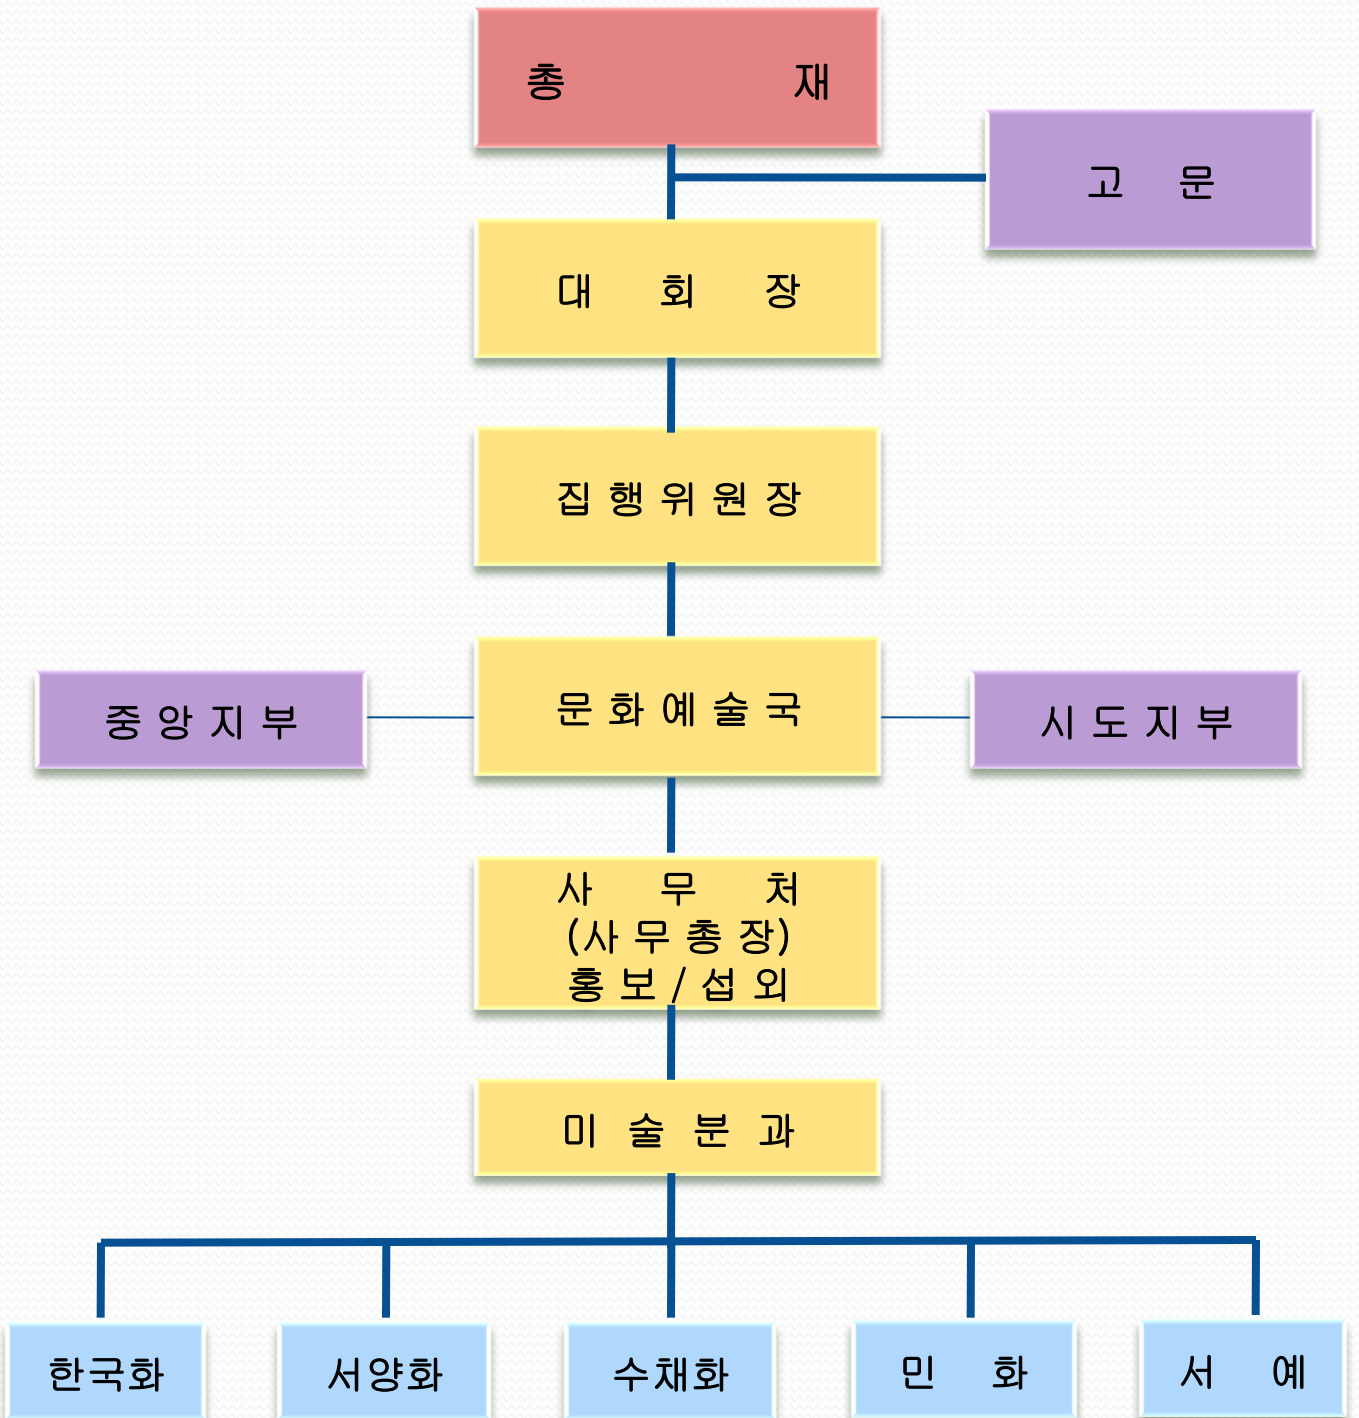 총 재
고 문
대 회 장
집 행 위 원 장
문 화 예 술 국
중 앙 지 부
시 도 지 부
사 무 처
(사 무 총 장)
홍 보 / 섭 외
미 술 분 과
한국화
서양화
수채화
민 화
서 예